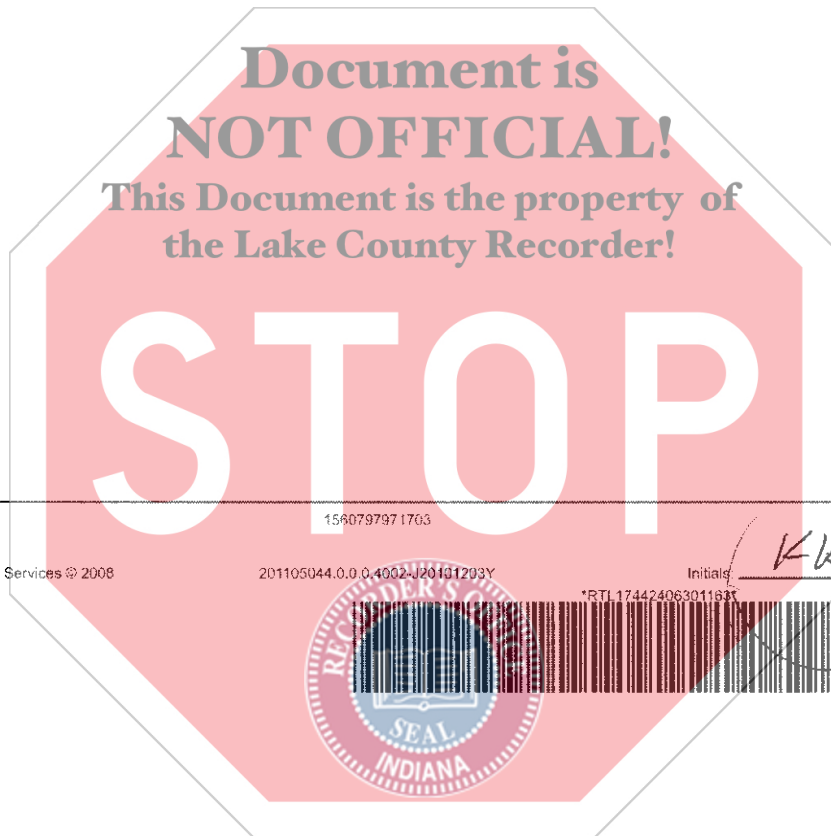 Document is
NOT OFFICIAL!
This Document is the property of
the Lake County Recorder!
STOP
1560797971703
Services © 2008 201105044.0.0.0.4002-J20101203Y Initials
*RTL17442406301163*
RECORDER'S OFFICE
SEAL
INDIANA